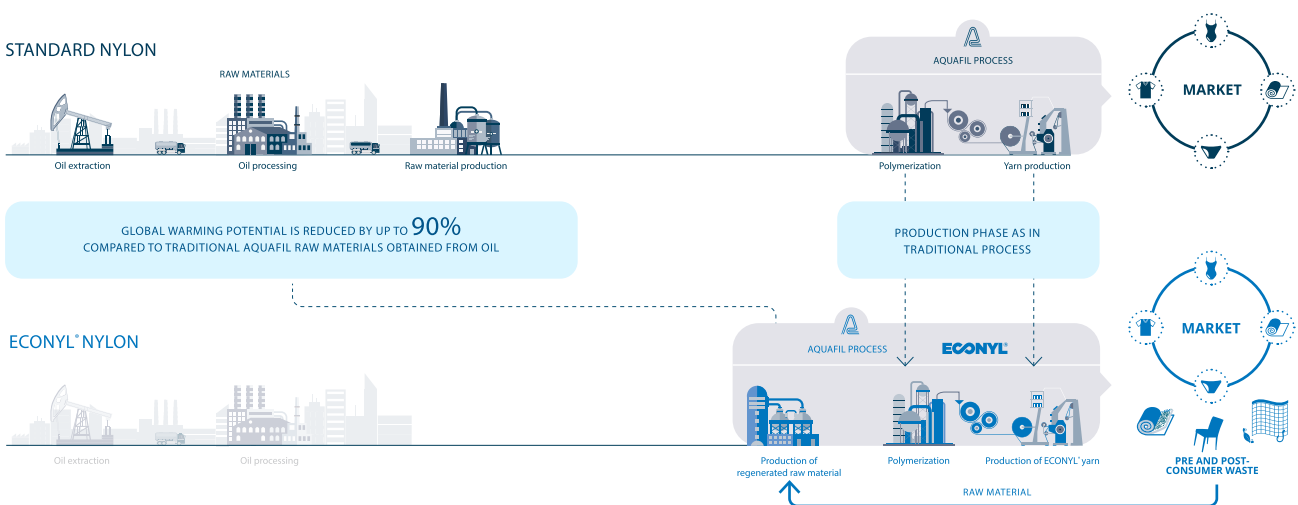 STANDARD NYLON
RAW MATERIALS
AQUAFIL PROCESS
MARKET
Oil extraction
Oil processing
Raw material production
Polymerization
Yarn production
GLOBAL WARMING POTENTIAL IS REDUCED BY UP TO 90%
COMPARED TO TRADITIONAL AQUAFIL RAW MATERIALS OBTAINED FROM OIL
PRODUCTION PHASE AS IN
TRADITIONAL PROCESS
ECONYL® NYLON
AQUAFIL PROCESS
ECONYL®
MARKET
Oil extraction
Oil processing
Production of
regenerated raw material
Polymerization
Production of ECONYL® yarn
PRE AND POST-
CONSUMER WASTE
RAW MATERIAL